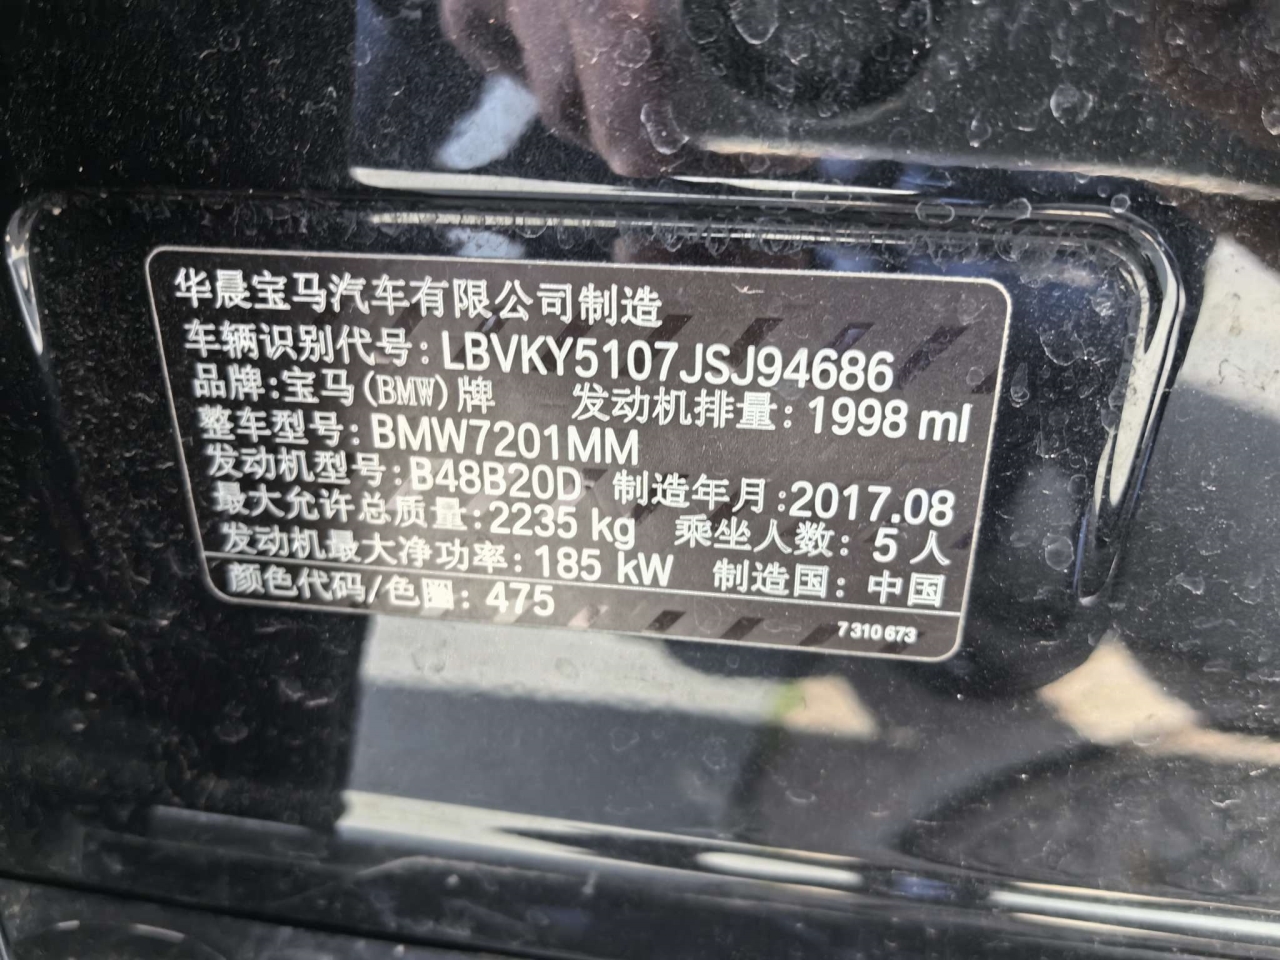 华晨宝马汽车有限公司制造
车辆识别代号: LBVKY5107JSJ94686
品牌:宝马(BMW)牌 发动机排量: 1998 ml
整车型号: BMW7201MM
发动机型号: B48B20D 制造年月:2017.08
最大允许总质量:2235 kg 乘坐人数: 5人
发动机最大净功率: 185 kW 制造国: 中国
颜色代码/色圈: 475
7 310 673